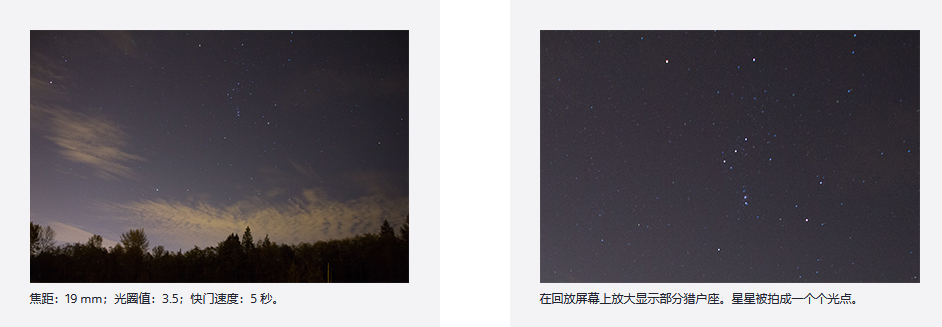 焦距：19 mm；光圈值：3.5；快门速度：5 秒。
在回放屏幕上放大显示部分猎户座。星星被拍成一个个光点。